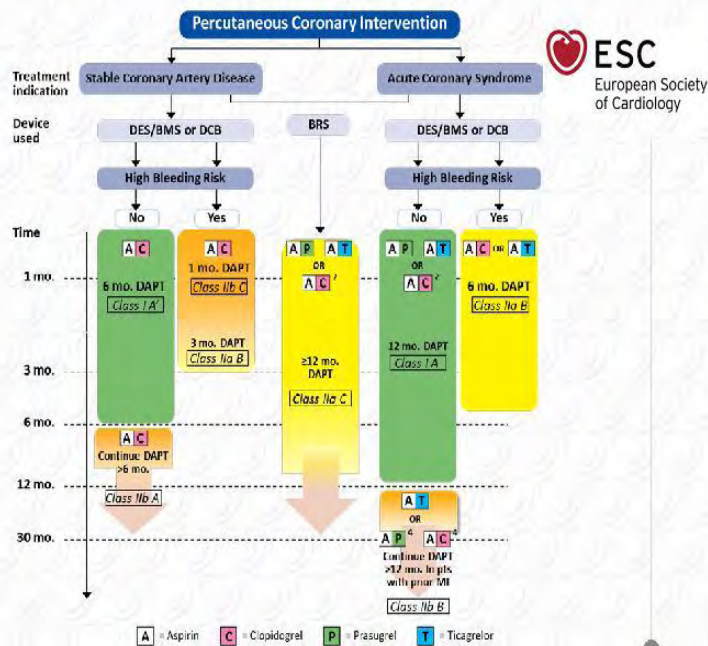 Percutaneous Coronary Intervention
ESC
European Society
of Cardiology
Treatment
indication
Stable Coronary Artery Disease
Acute Coronary Syndrome
Device
used
DES/BMS or DCB
BRS
DES/BMS or DCB
High Bleeding Risk
High Bleeding Risk
No
Yes
No
Yes
Time
A C
A C
A P A T
A P A T
A C OR A T
OR
OR
A C
A C
1 mo.
1 mo. DAPT
Class IIb C
6 mo. DAPT
Class I A
6 mo. DAPT
Class IIa B
3 mo. DAPT
Class IIa B
12 mo. DAPT
Class I A
≥12 mo.
DAPT
3 mo.
Class IIa C
6 mo.
A C
Continue DAPT
>6 mo.
12 mo.
Class IIb A
A T
OR
30 mo.
A P 4 A C 4
Continue DAPT
>12 mo. In pts
with prior MI
Class IIb B
A = Aspirin C = Clopidogrel P = Prasugrel T = Ticagrelor